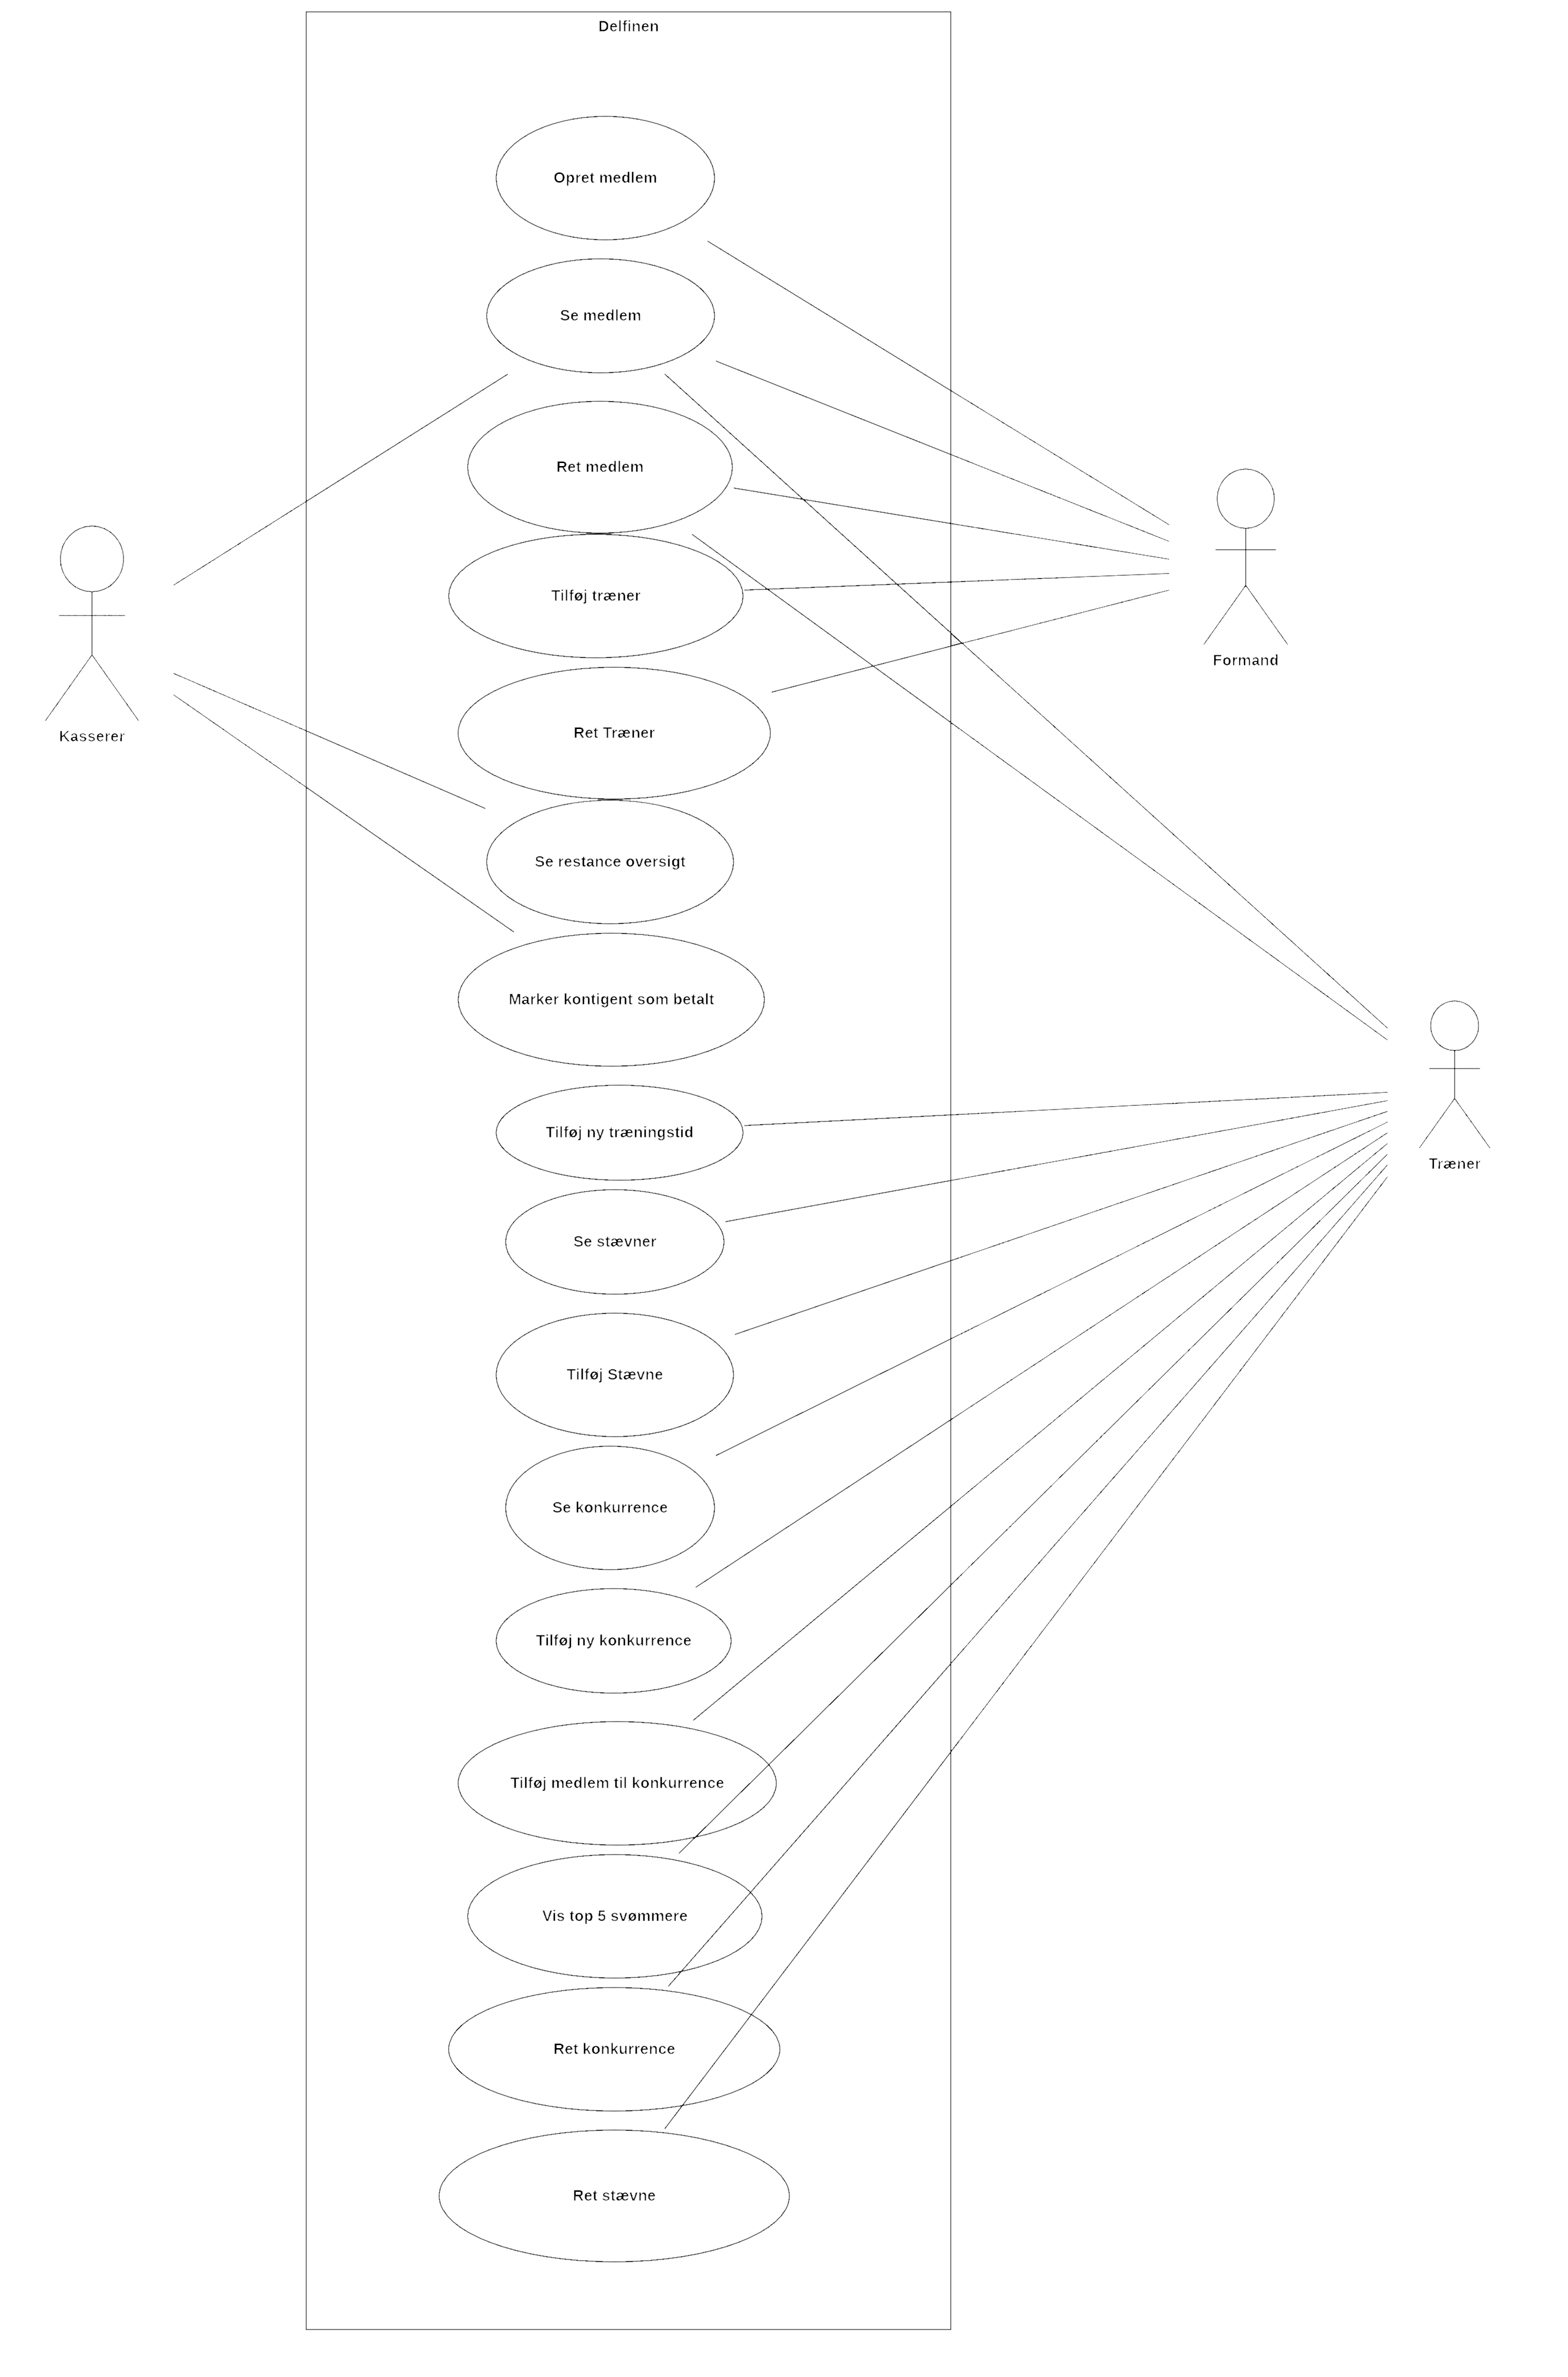 Delfinen
Opret medlem
Se medlem
Ret medlem
Tilføj træner
Formand
Ret Træner
Kasserer
Se restance oversigt
Marker kontigent som betalt
Tilføj ny træningstid
Træner
Se stævner
Tilføj Stævne
Se konkurrence
Tilføj ny konkurrence
Tilføj medlem til konkurrence
Vis top 5 svømmere
Ret konkurrence
Ret stævne